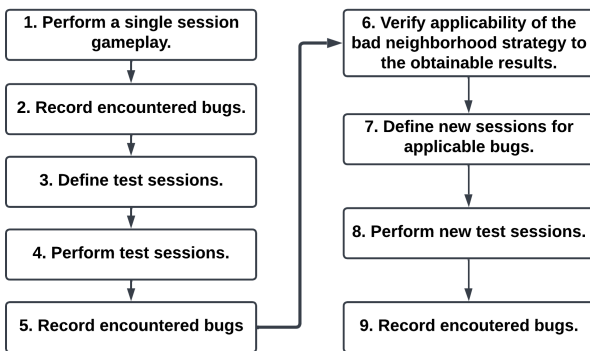 1. Perform a single session
gameplay.
2. Record encountered bugs.
3. Define test sessions.
4. Perform test sessions.
5. Record encountered bugs
6. Verify applicability of the
bad neighborhood strategy to
the obtainable results.
7. Define new sessions for
applicable bugs.
8. Perform new test sessions.
9. Record encoutered bugs.